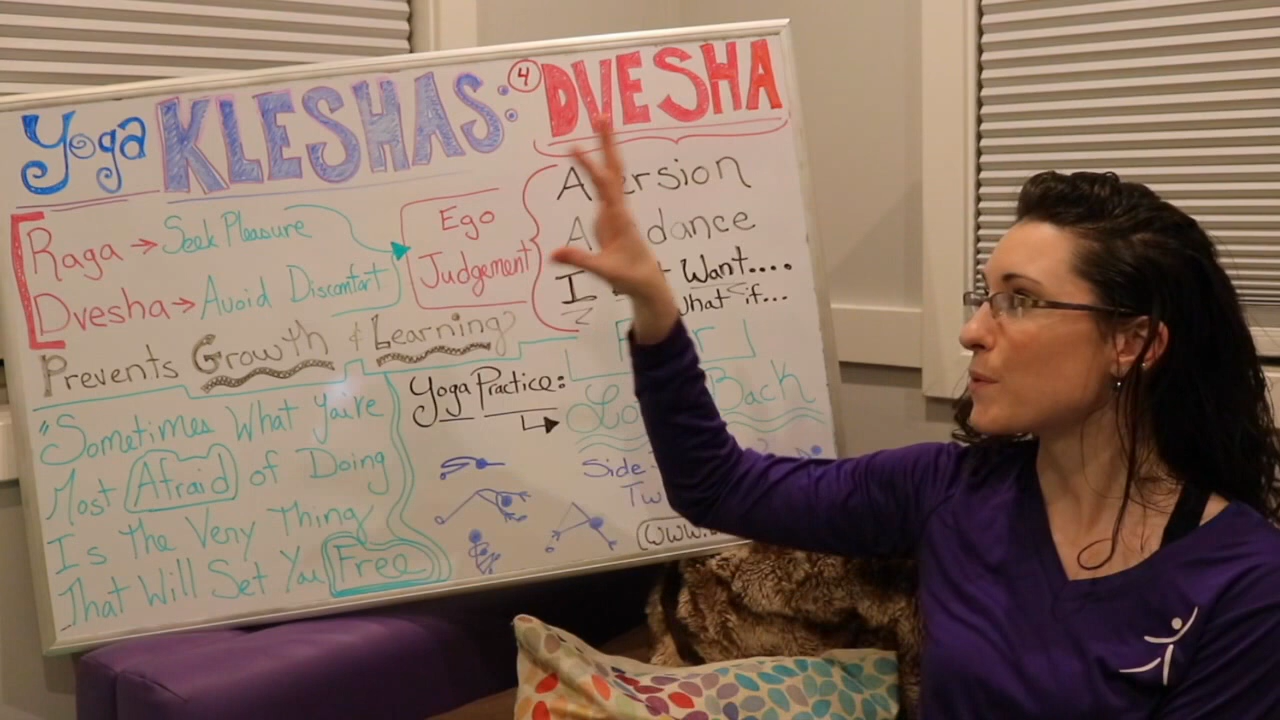 Yoga KLESHAS: 4 DVESHA
Raga → Seek Pleasure
Dvesha → Avoid Discomfort
Ego
Judgement
Prevents Growth & Learning
"Sometimes What You're
Most Afraid of Doing
Is the Very Thing
That Will Set You Free
Want....
What if...
Yoga Practice:
Back
Side